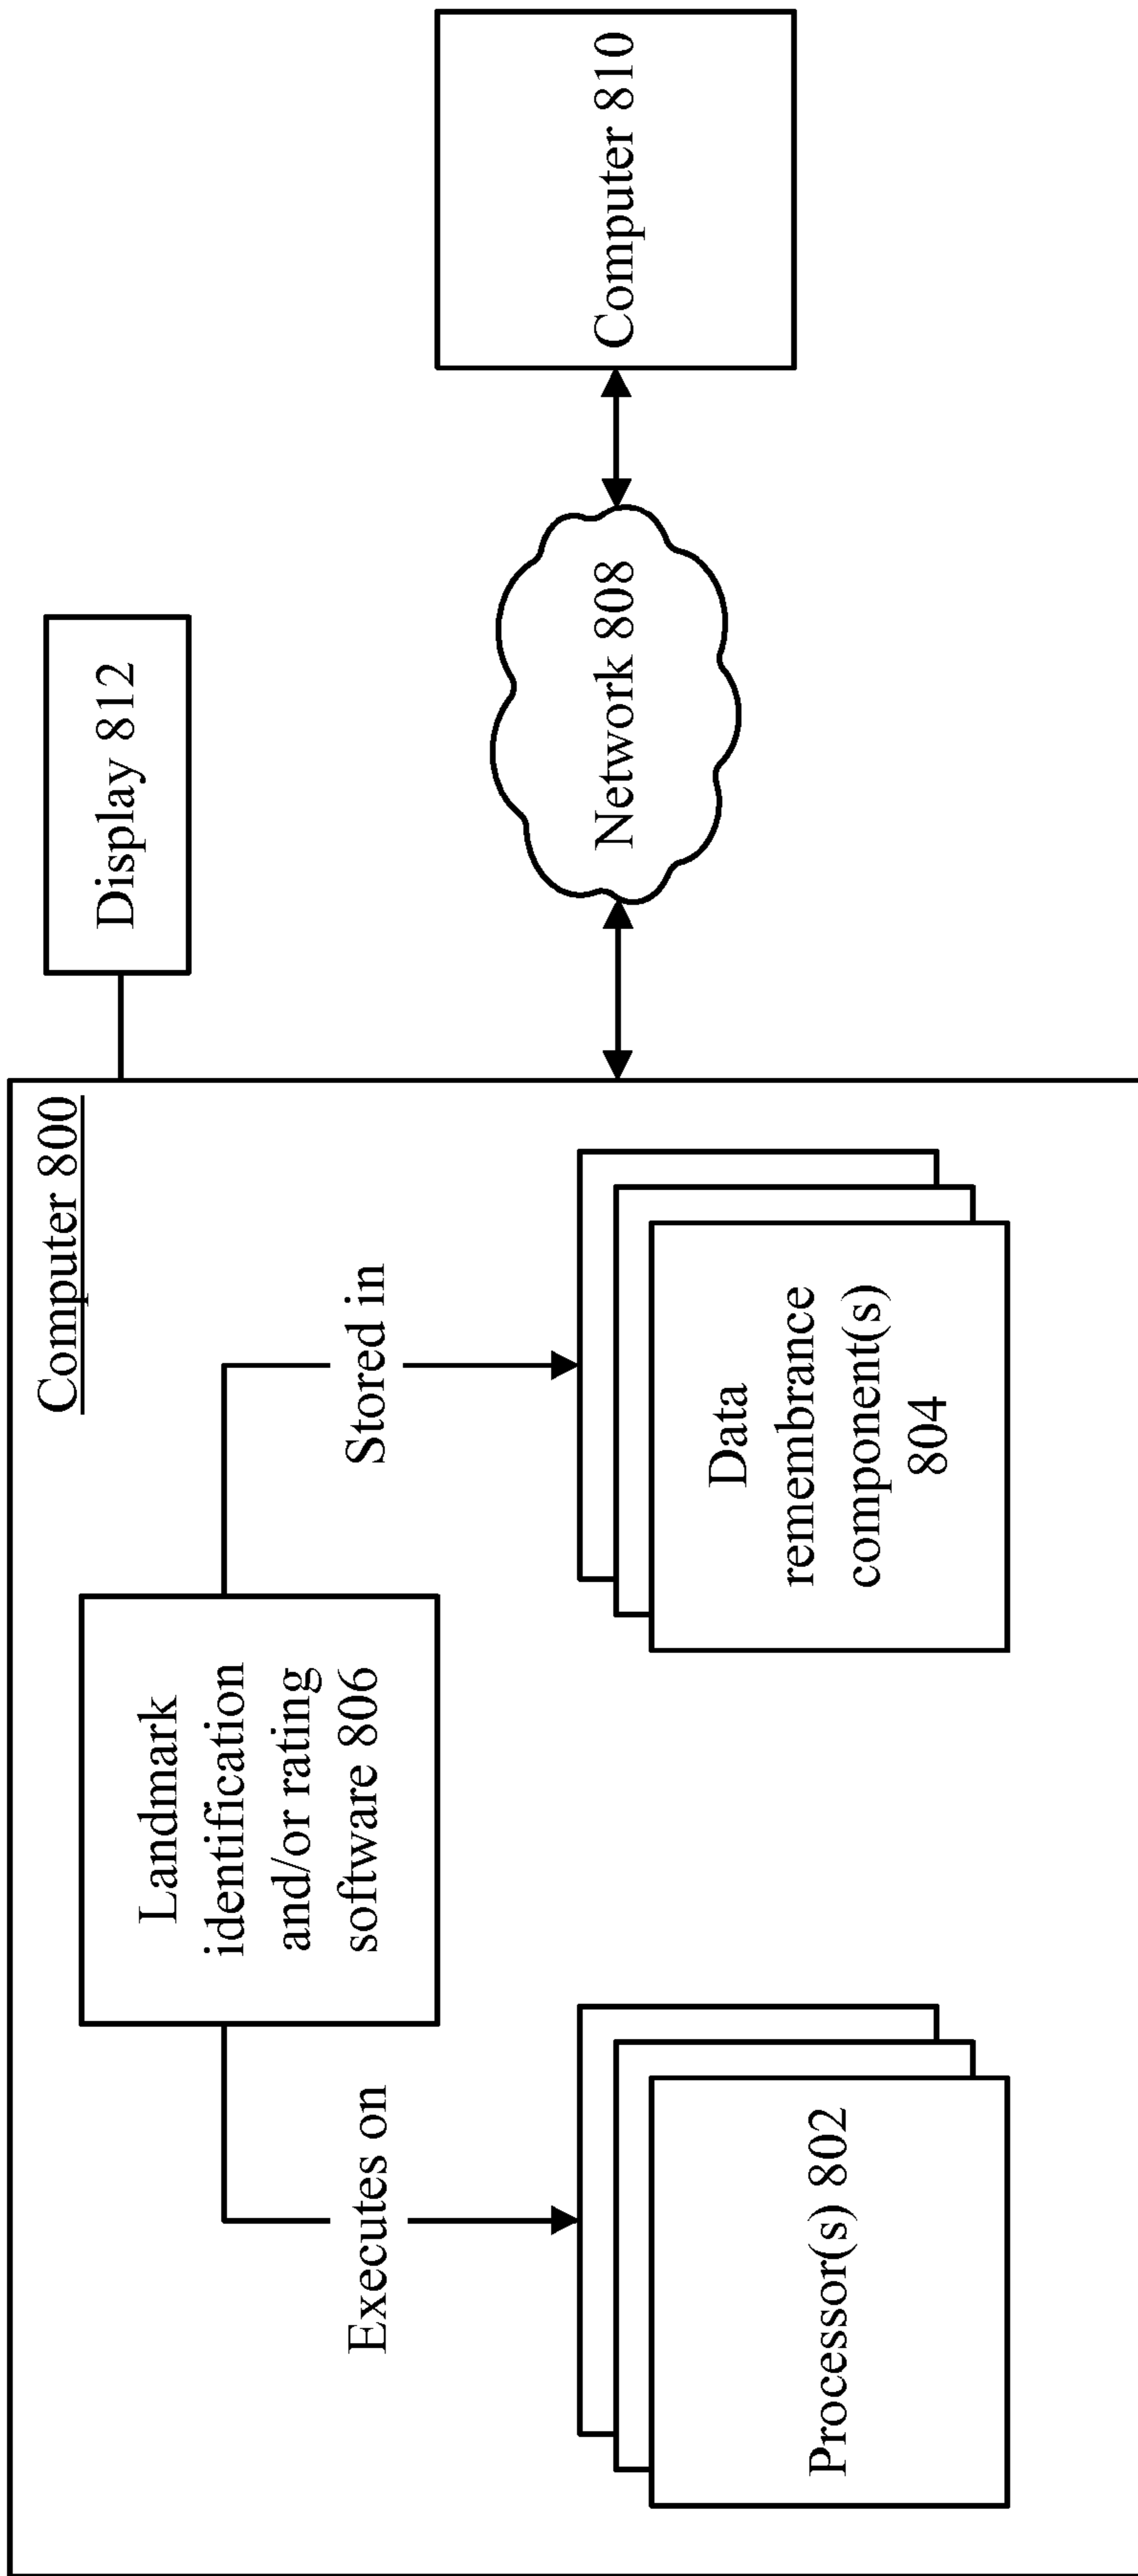 Computer 800
Landmark
identification
and/or rating
software 806
Executes on
Stored in
Processor(s) 802
Data
remembrance
component(s)
804
Display 812
Network 808
Computer 810